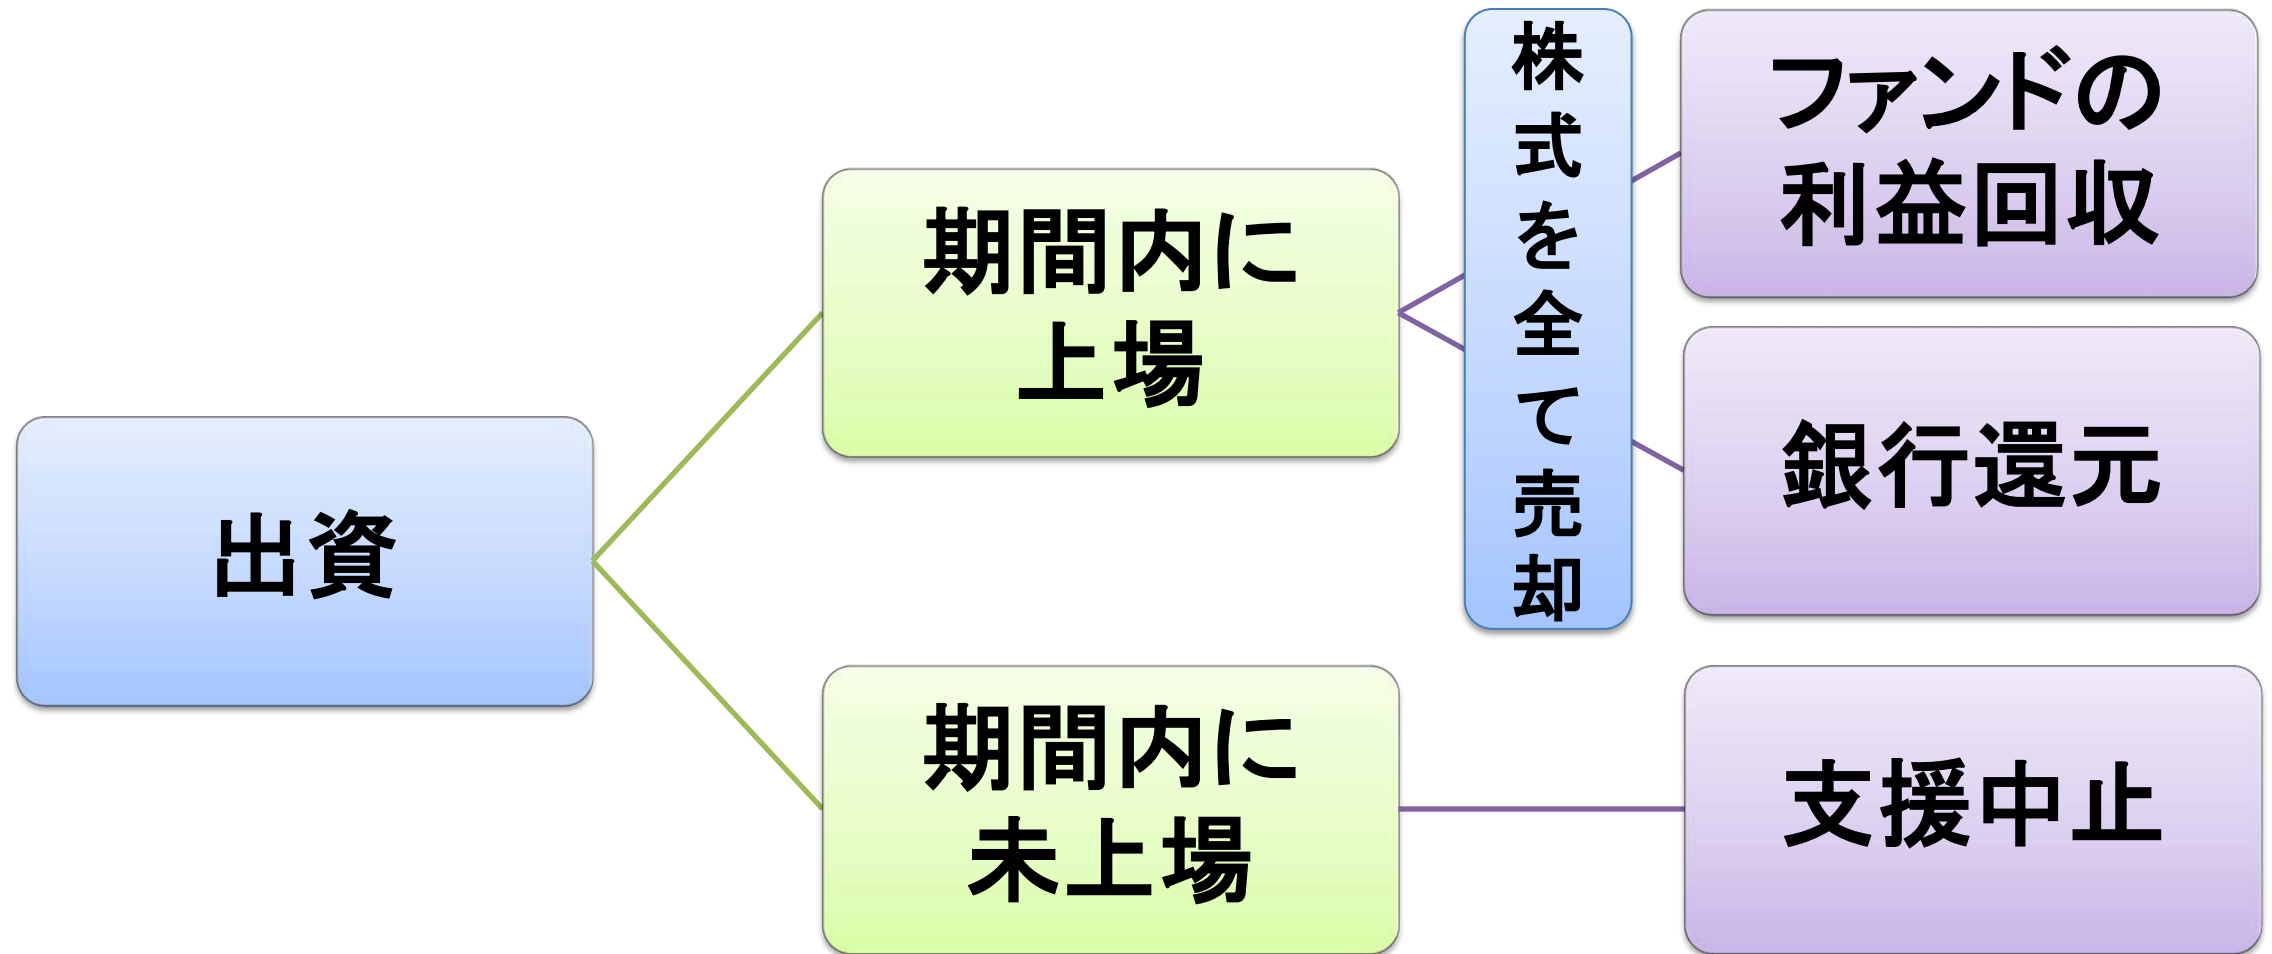 出資
期間内に
上場
株式を全て売却
ファンドの
利益回収
銀行還元
期間内に
未上場
支援中止